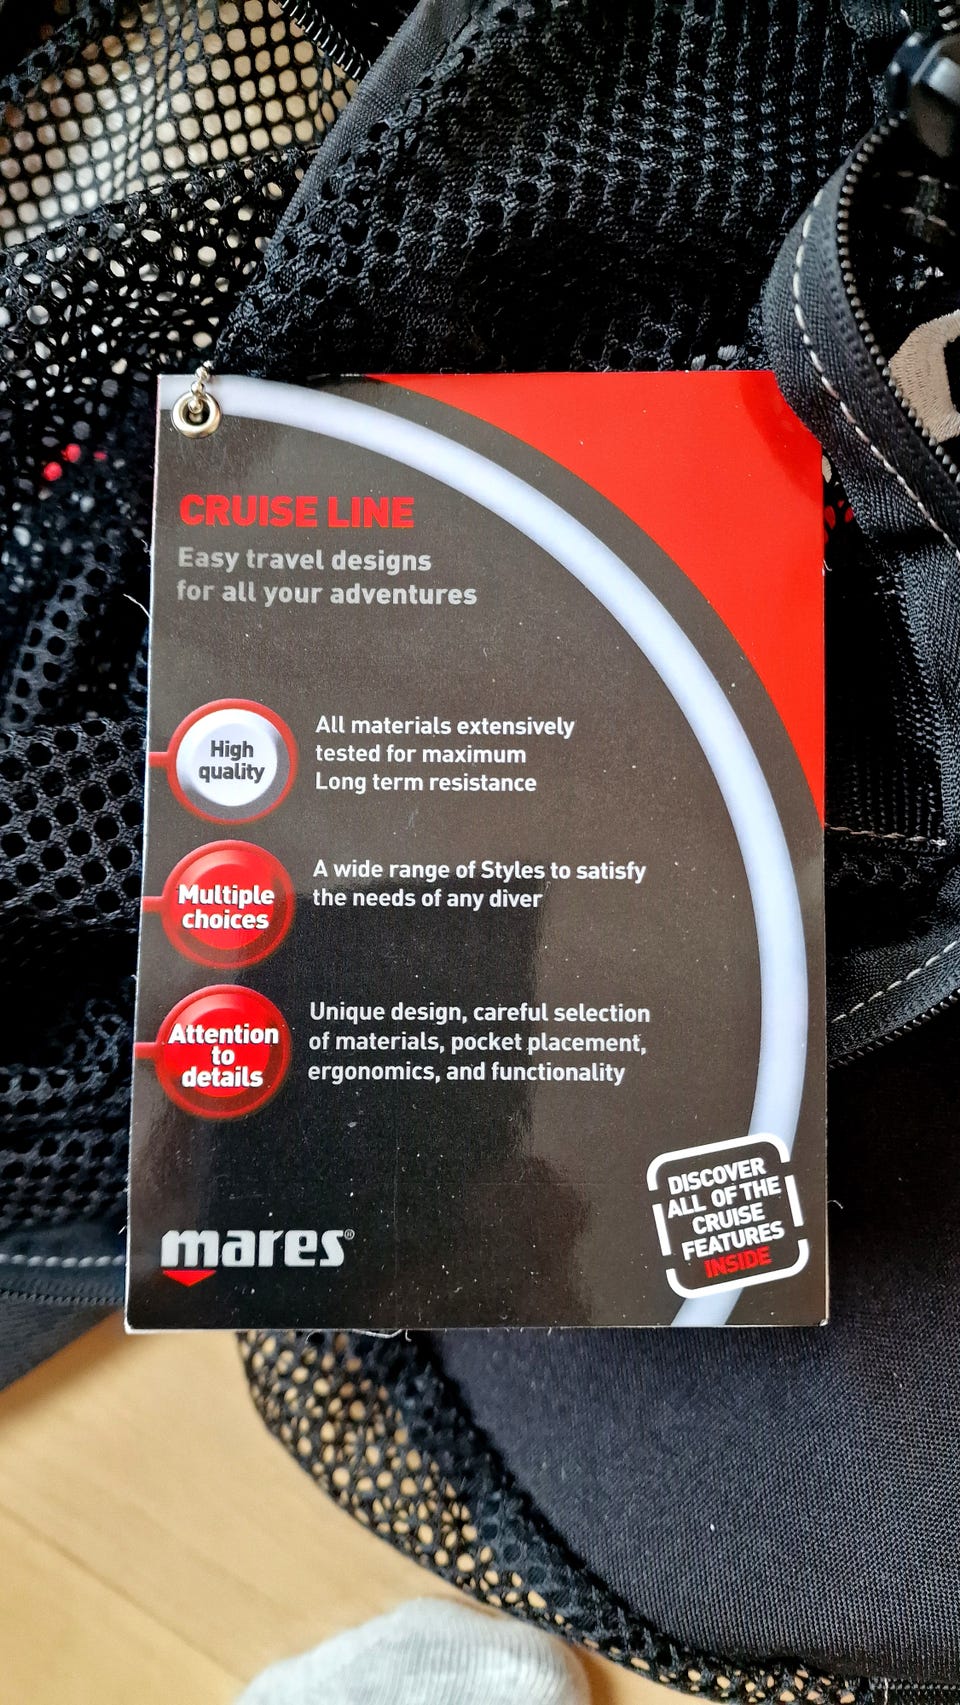 CRUISE LINE
Easy travel designs
for all your adventures
High
quality
All materials extensively
tested for maximum
Long term resistance
Multiple
choices
A wide range of Styles to satisfy
the needs of any diver
Attention
to
details
Unique design, careful selection
of materials, pocket placement,
ergonomics, and functionality
mares®
DISCOVER
ALL OF THE
CRUISE
FEATURES
INSIDE